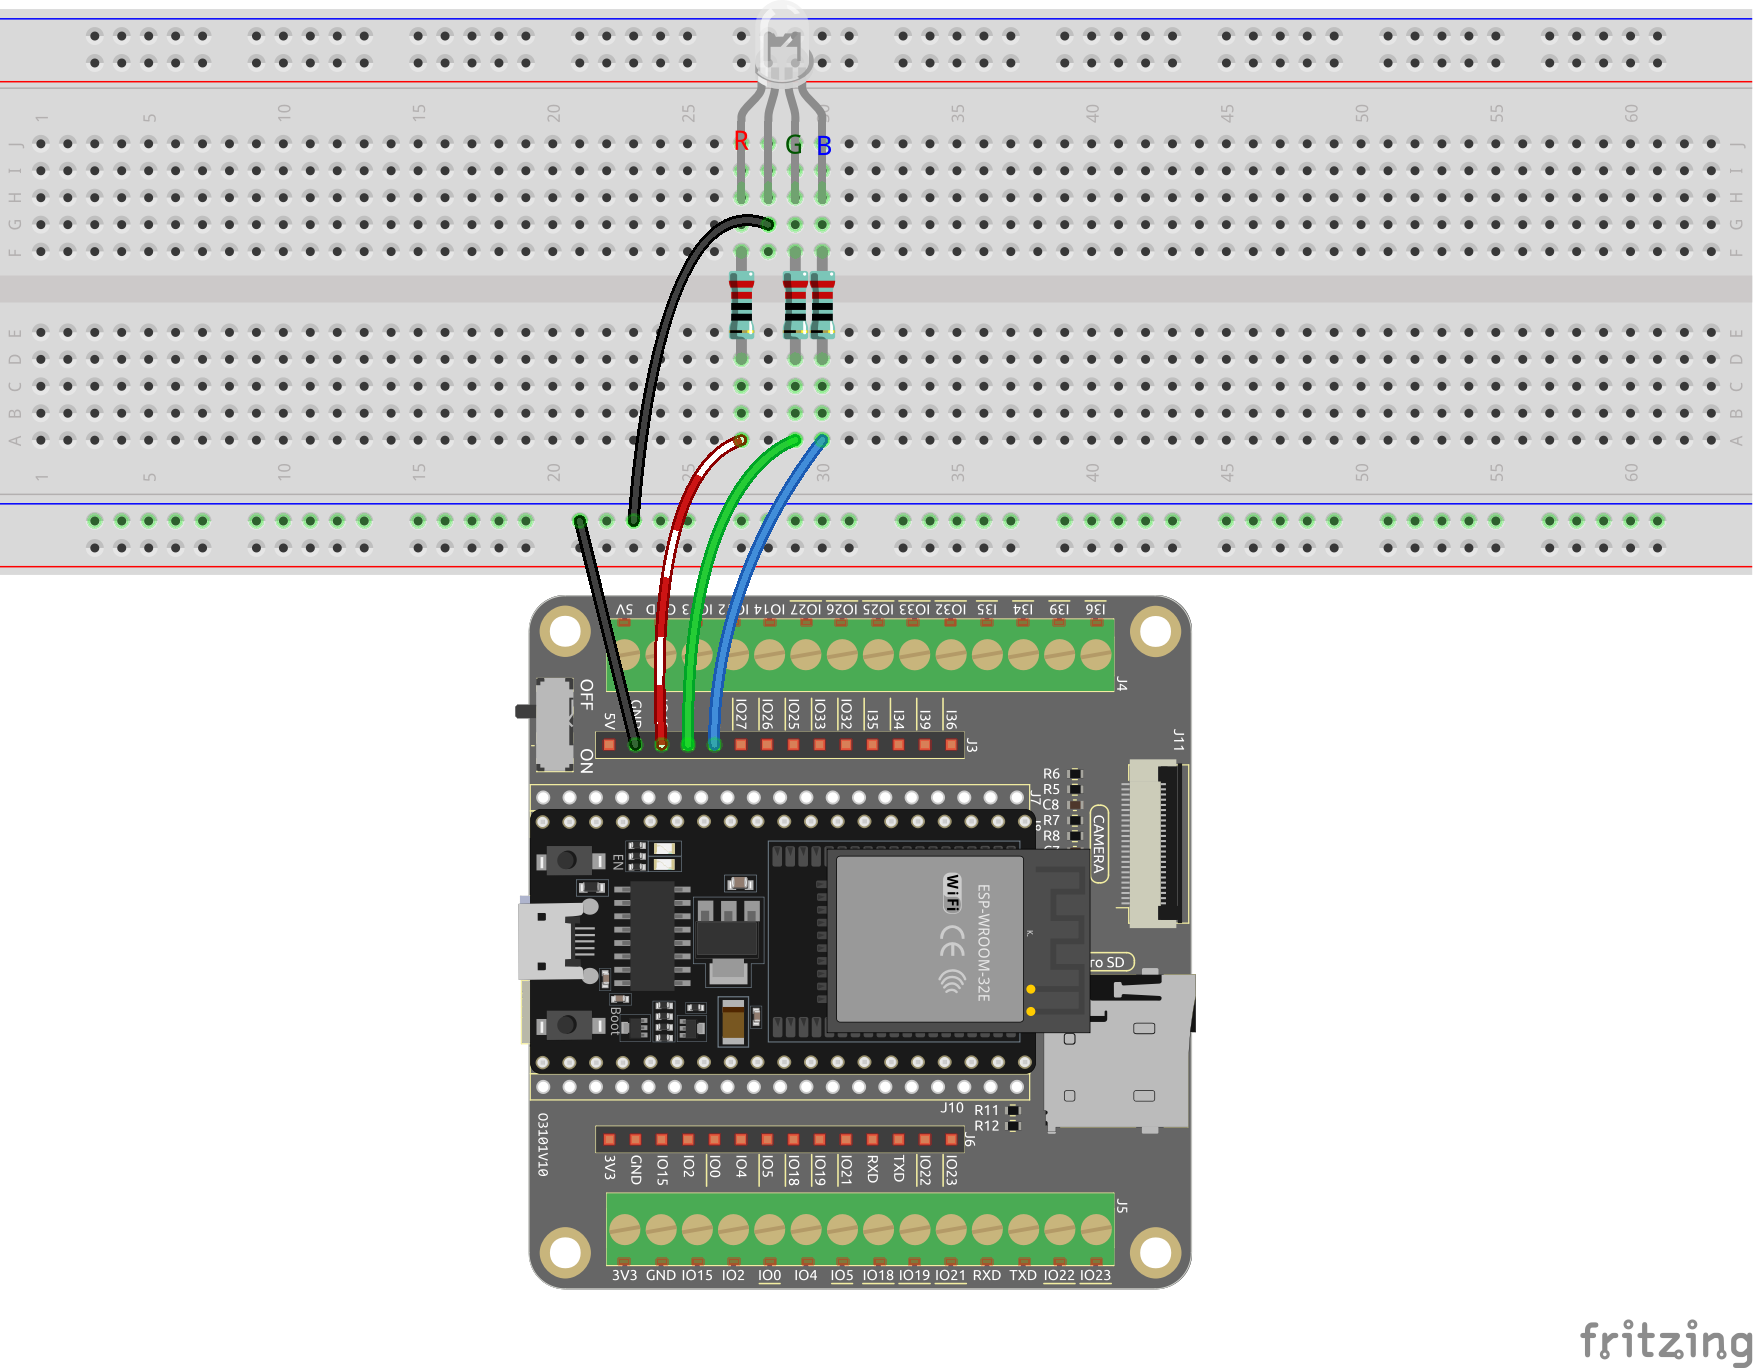 1 5 10 15 20 25 30 35 40 45 50 55 60
R G B
J J
I I
H H
G G
F F
E E
D D
C C
B B
A A
1 5 10 15 20 25 30 35 40 45 50 55 60
5V IO14 IO27 IO26 IO25 IO33 IO32 I35 I34 I39 I36
J4
OFF
ON
5V GND IO27 IO26 IO25 IO33 IO32 I35 I34 I39 I36
J3
J11
J7
R6
R5
C8
R7
R8
CAMERA
EN
WiFi
ESP-WROOM-32E
CE
ro SD
Boot
J10
R11
R12
O3101V10
J6
3V3 GND IO15 IO2 IO0 IO4 IO5 IO18 IO19 IO21 RXD TXD IO22 IO23
J5
3V3 GND IO15 IO2 IO0 IO4 IO5 IO18 IO19 IO21 RXD TXD IO22 IO23
fritzing